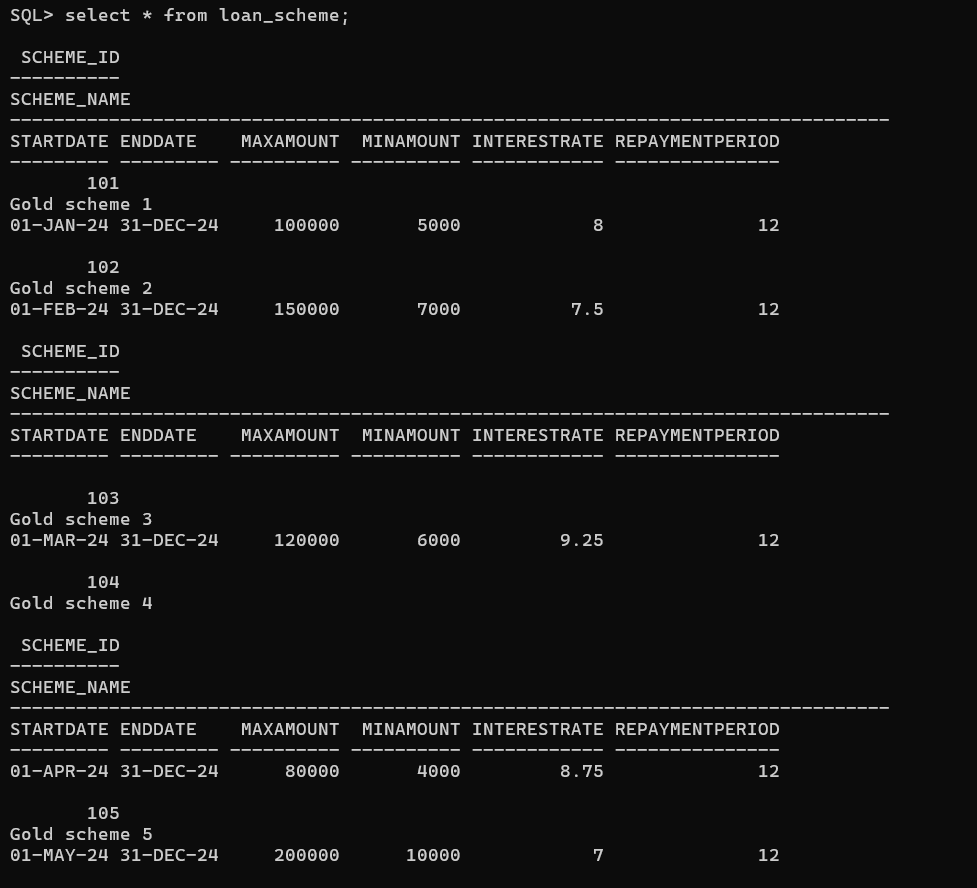 SQL> select * from loan_scheme;
 SCHEME_ID
----------
SCHEME_NAME
--------------------------------------------------------------------------------
STARTDATE ENDDATE    MAXAMOUNT  MINAMOUNT INTERESTRATE REPAYMENTPERIOD
--------- --------- ---------- ---------- ------------ ---------------
       101
Gold scheme 1
01-JAN-24 31-DEC-24     100000       5000            8              12
       102
Gold scheme 2
01-FEB-24 31-DEC-24     150000       7000          7.5              12
 SCHEME_ID
----------
SCHEME_NAME
--------------------------------------------------------------------------------
STARTDATE ENDDATE    MAXAMOUNT  MINAMOUNT INTERESTRATE REPAYMENTPERIOD
--------- --------- ---------- ---------- ------------ ---------------
       103
Gold scheme 3
01-MAR-24 31-DEC-24     120000       6000         9.25              12
       104
Gold scheme 4
 SCHEME_ID
----------
SCHEME_NAME
--------------------------------------------------------------------------------
STARTDATE ENDDATE    MAXAMOUNT  MINAMOUNT INTERESTRATE REPAYMENTPERIOD
--------- --------- ---------- ---------- ------------ ---------------
01-APR-24 31-DEC-24      80000       4000         8.75              12
       105
Gold scheme 5
01-MAY-24 31-DEC-24     200000      10000            7              12